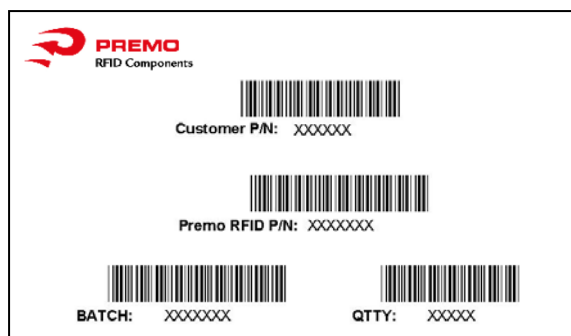 PREMO
RFID Components
Customer P/N: XXXXXX
Premo RFID P/N: XXXXXXX
BATCH: XXXXXXX QTTY: XXXXX